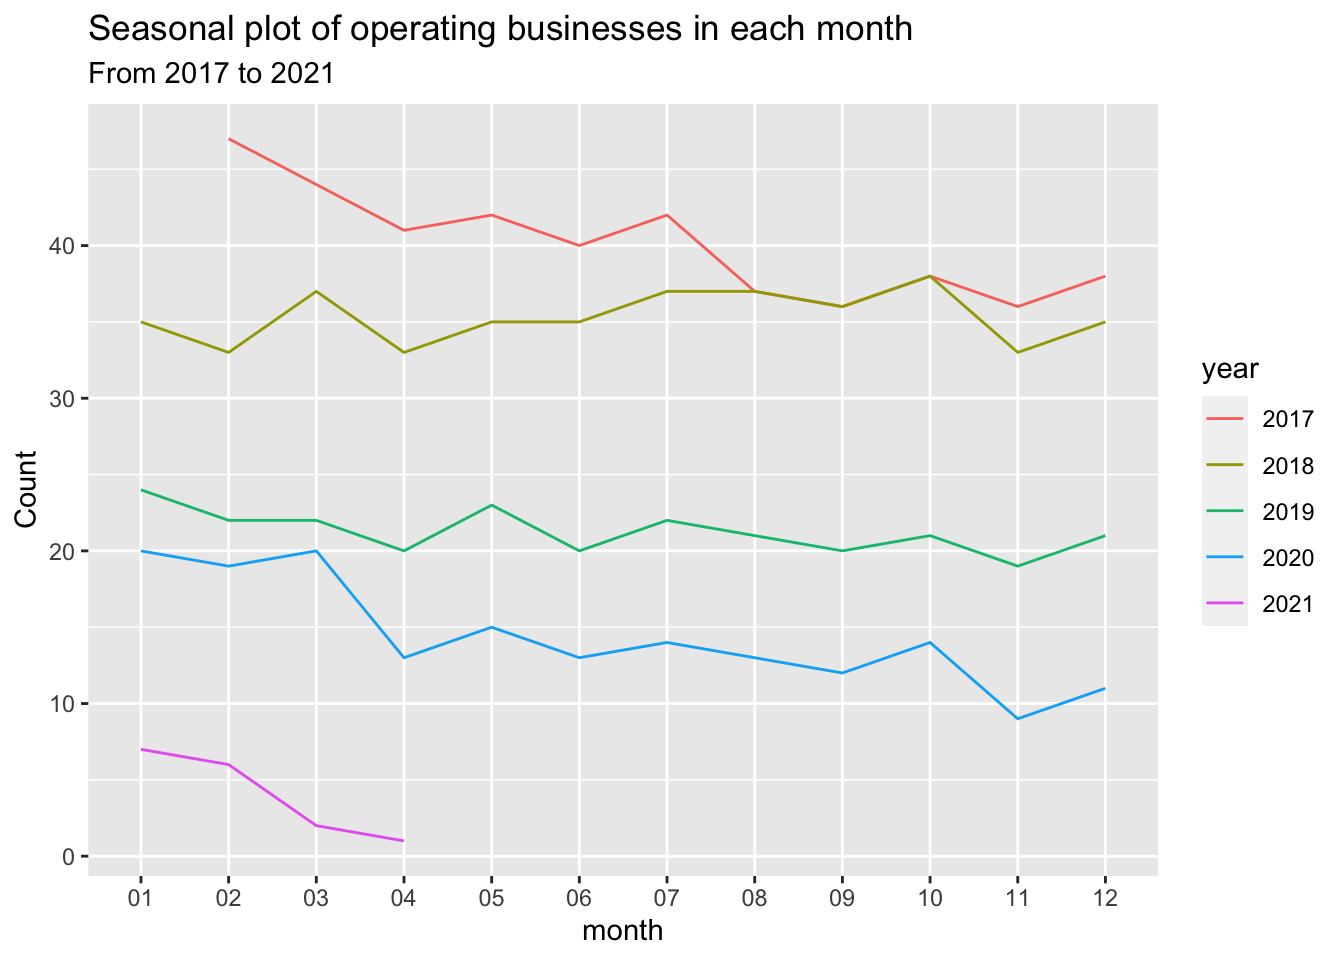 Seasonal plot of operating businesses in each month
From 2017 to 2021
Count
40
30
20
10
0
01 02 03 04 05 06 07 08 09 10 11 12
month
year
2017
2018
2019
2020
2021